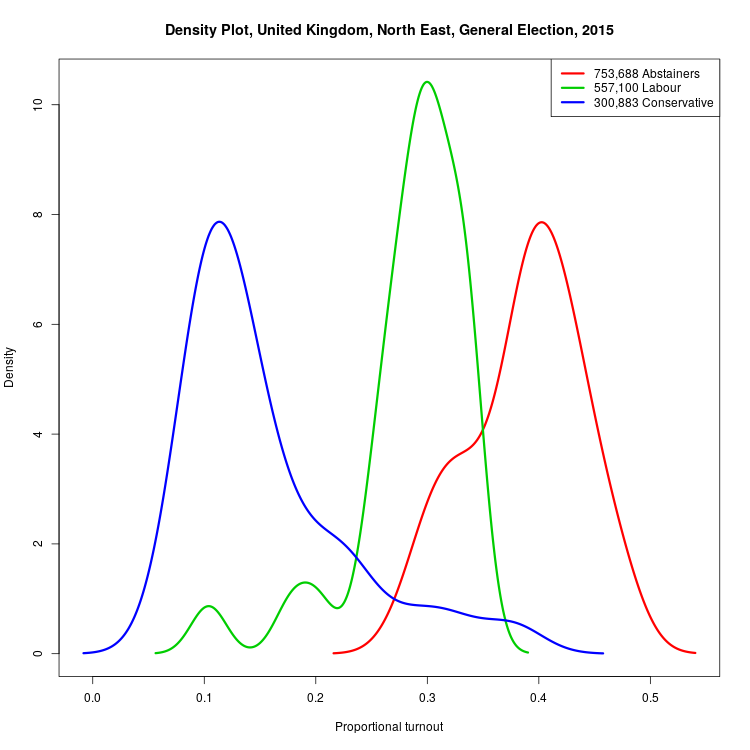 Density Plot, United Kingdom, North East, General Election, 2015
753,688 Abstainers
557,100 Labour
300,883 Conservative
Density
10
8
6
4
2
0
0.0 0.1 0.2 0.3 0.4 0.5
Proportional turnout